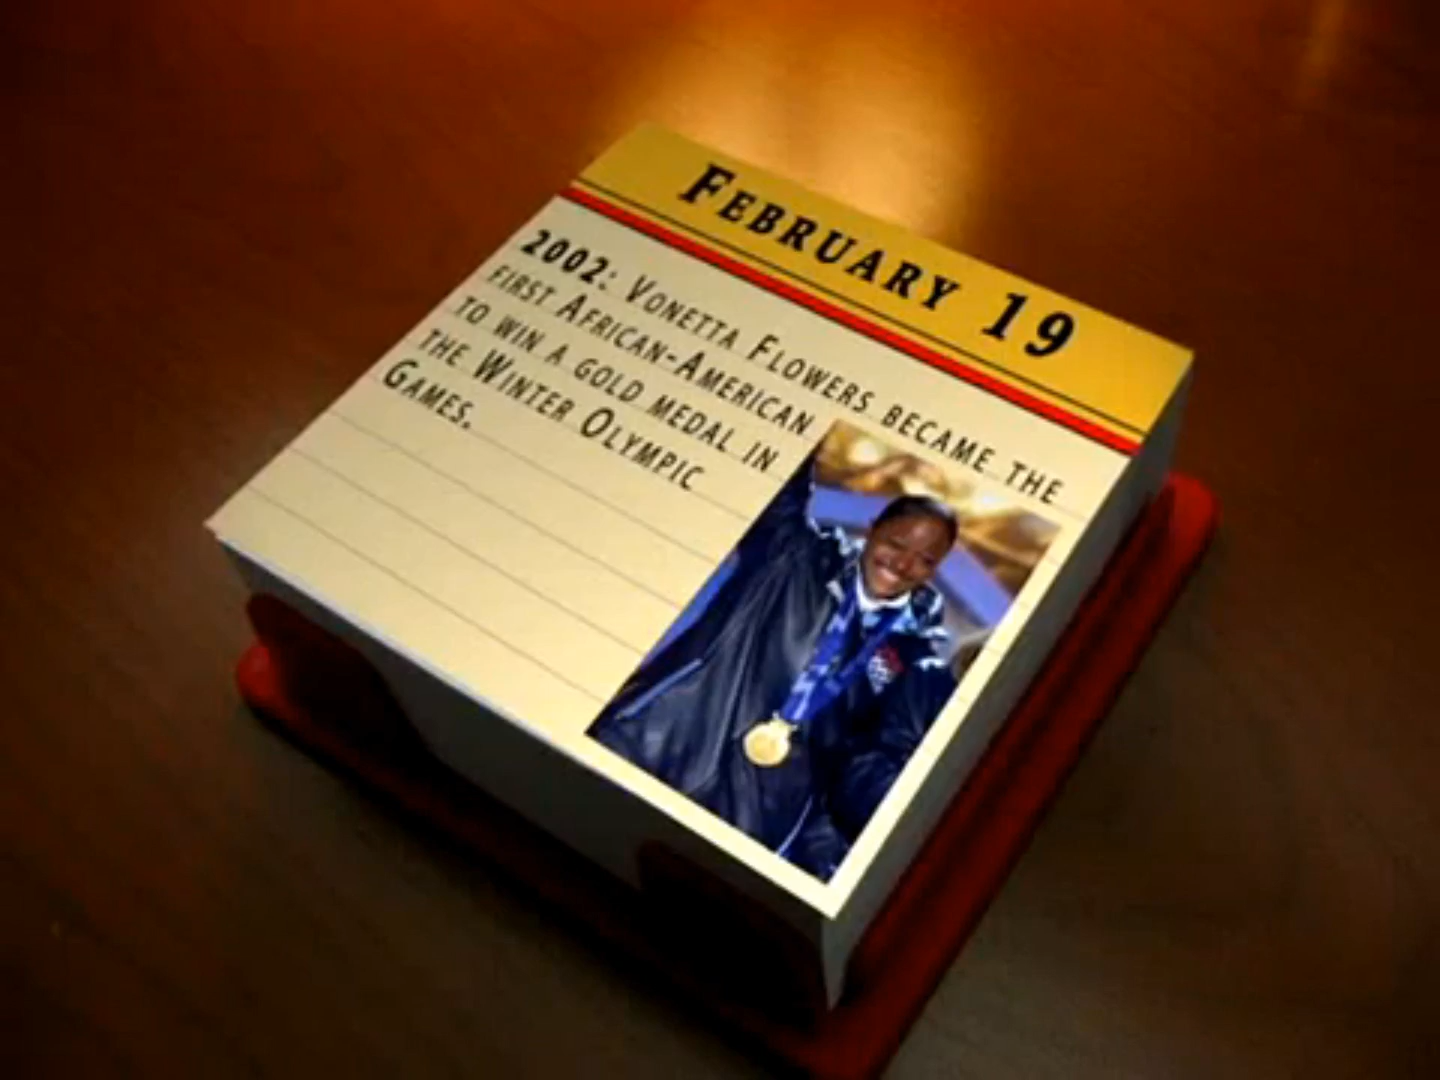 FEBRUARY 19
2002: VONETTA FLOWERS BECAME THE
FIRST AFRICAN-AMERICAN
TO WIN A GOLD MEDAL IN
THE WINTER OLYMPIC
GAMES.